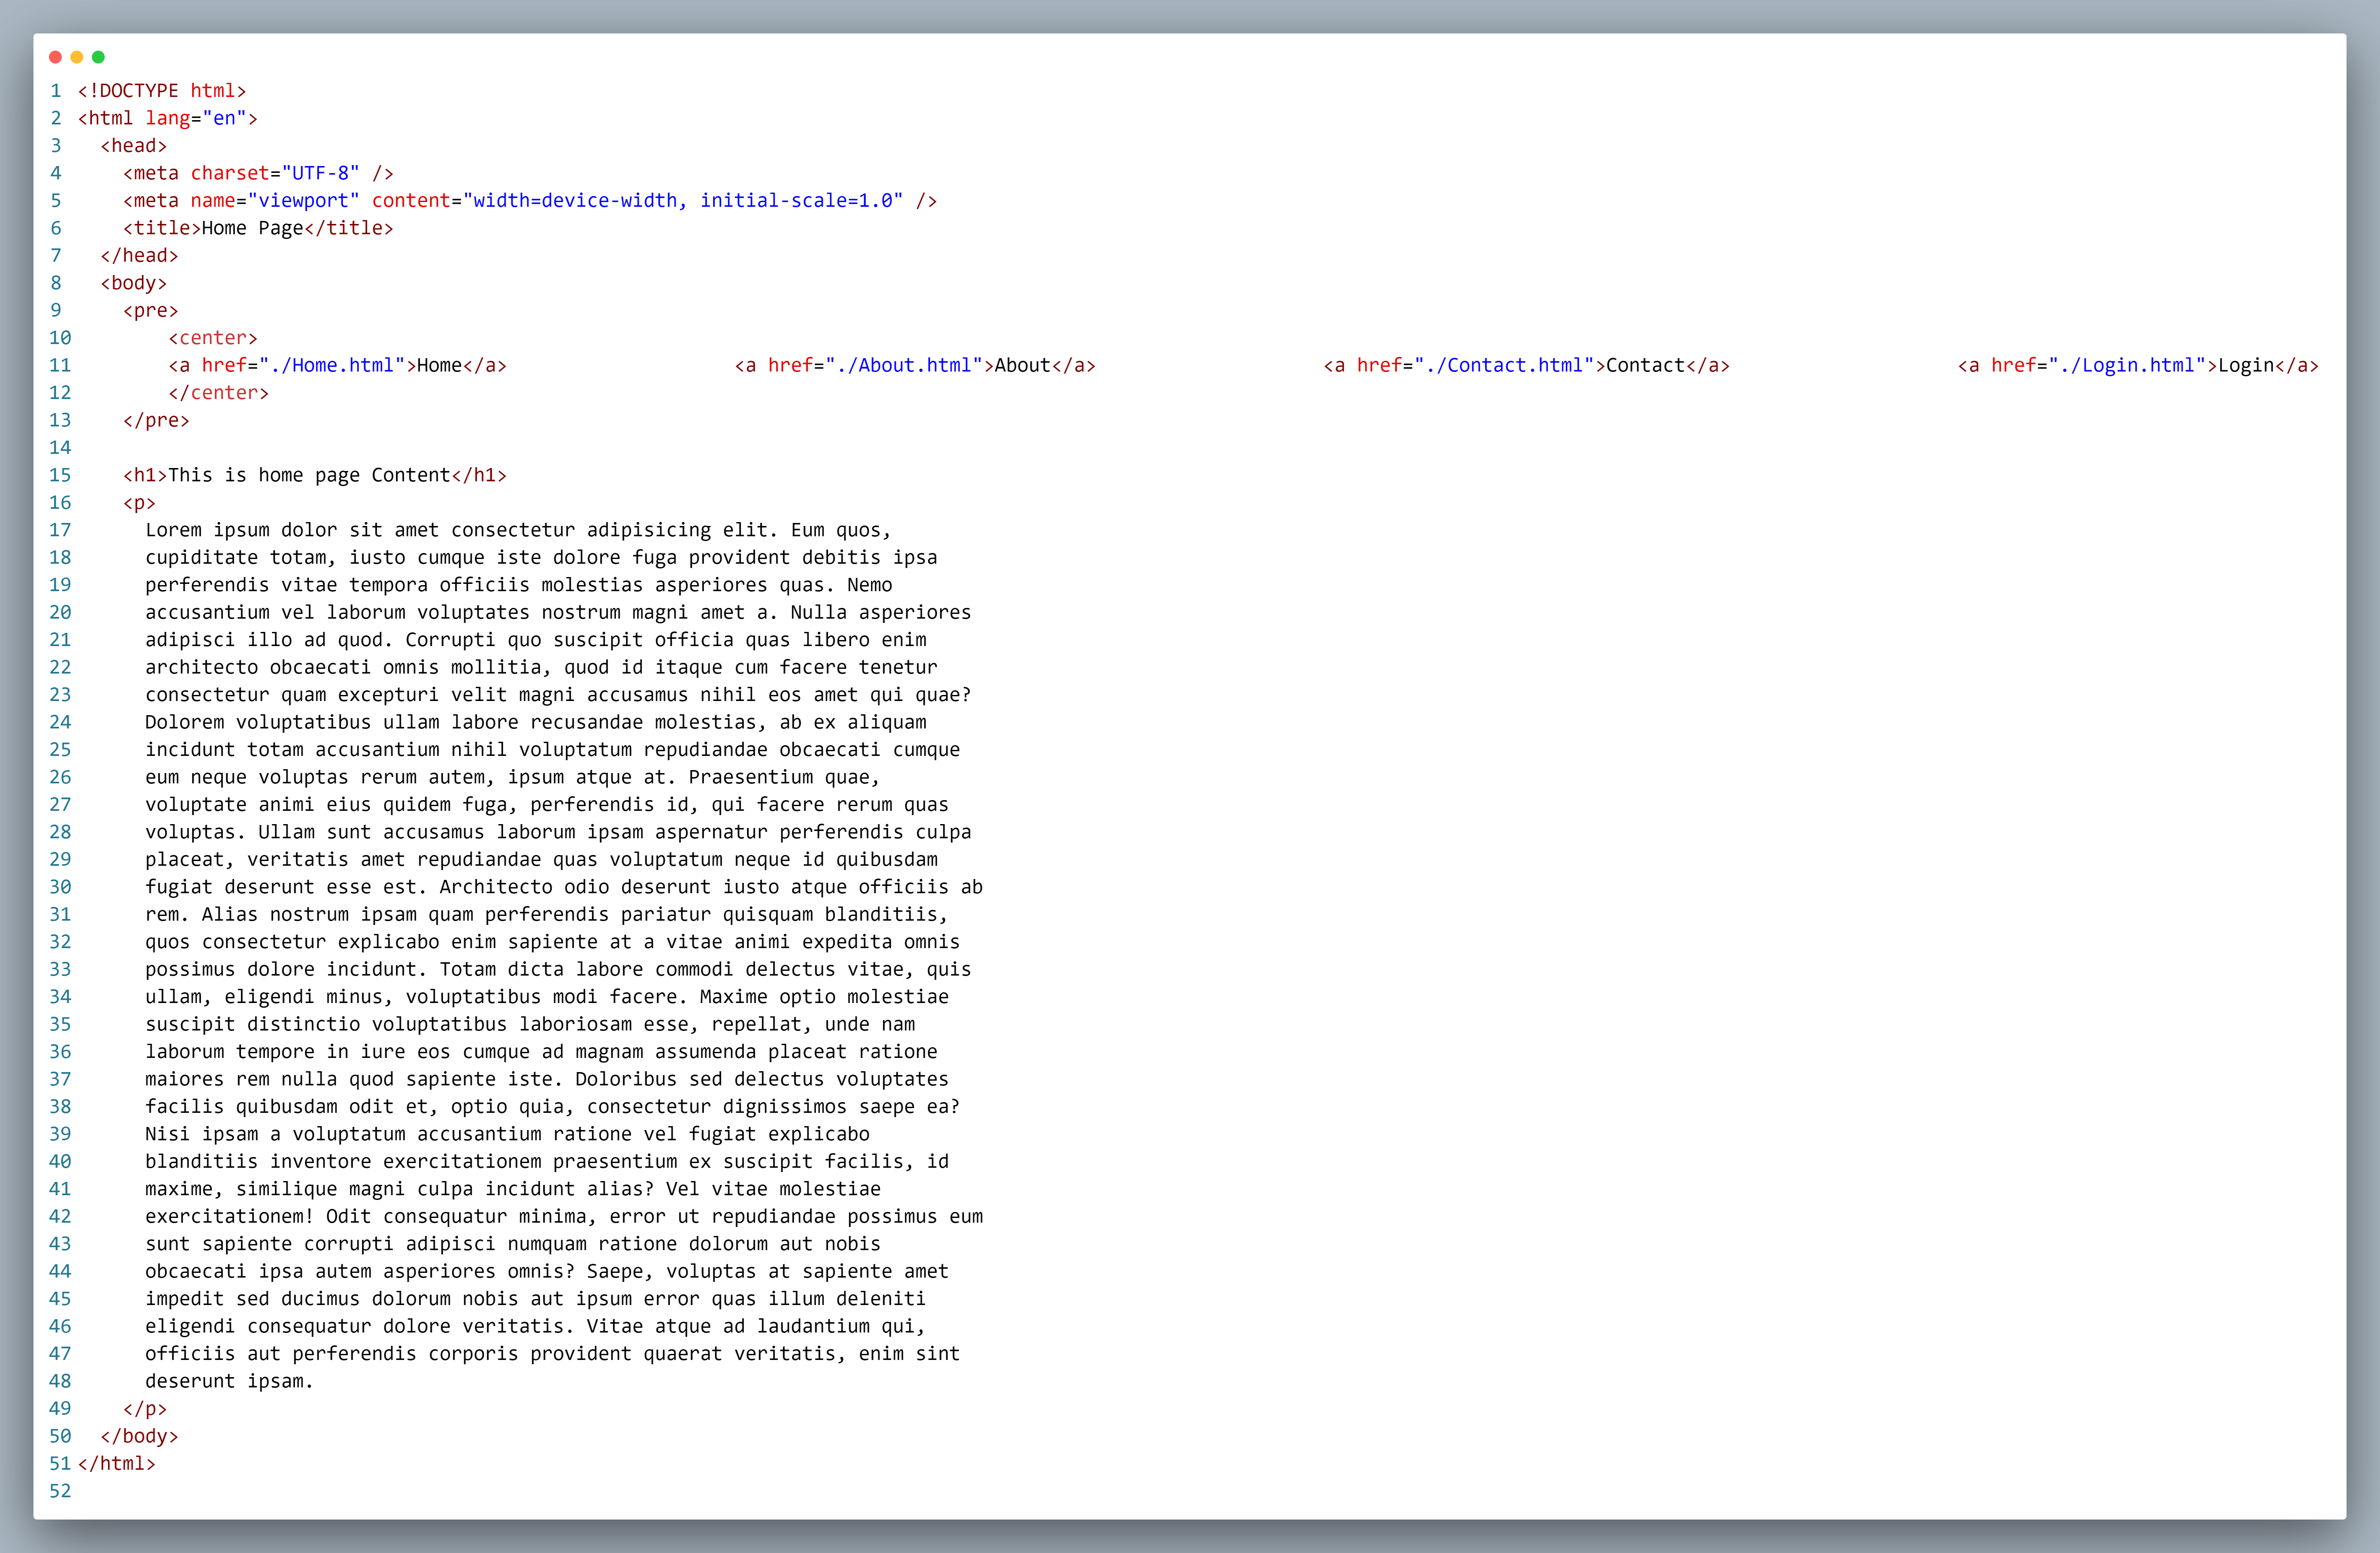 1 <!DOCTYPE html>
2 <html lang="en">
3   <head>
4     <meta charset="UTF-8" />
5     <meta name="viewport" content="width=device-width, initial-scale=1.0" />
6     <title>Home Page</title>
7   </head>
8   <body>
9     <pre>
10         <center>
11         <a href="./Home.html">Home</a>                    <a href="./About.html">About</a>                    <a href="./Contact.html">Contact</a>                    <a href="./Login.html">Login</a>
12         </center>
13     </pre>
14
15     <h1>This is home page Content</h1>
16     <p>
17       Lorem ipsum dolor sit amet consectetur adipisicing elit. Eum quos,
18       cupiditate totam, iusto cumque iste dolore fuga provident debitis ipsa
19       perferendis vitae tempora officiis molestias asperiores quas. Nemo
20       accusantium vel laborum voluptates nostrum magni amet a. Nulla asperiores
21       adipisci illo ad quod. Corrupti quo suscipit officia quas libero enim
22       architecto obcaecati omnis mollitia, quod id itaque cum facere tenetur
23       consectetur quam excepturi velit magni accusamus nihil eos amet qui quae?
24       Dolorem voluptatibus ullam labore recusandae molestias, ab ex aliquam
25       incidunt totam accusantium nihil voluptatum repudiandae obcaecati cumque
26       eum neque voluptas rerum autem, ipsum atque at. Praesentium quae,
27       voluptate animi eius quidem fuga, perferendis id, qui facere rerum quas
28       voluptas. Ullam sunt accusamus laborum ipsam aspernatur perferendis culpa
29       placeat, veritatis amet repudiandae quas voluptatum neque id quibusdam
30       fugiat deserunt esse est. Architecto odio deserunt iusto atque officiis ab
31       rem. Alias nostrum ipsam quam perferendis pariatur quisquam blanditiis,
32       quos consectetur explicabo enim sapiente at a vitae animi expedita omnis
33       possimus dolore incidunt. Totam dicta labore commodi delectus vitae, quis
34       ullam, eligendi minus, voluptatibus modi facere. Maxime optio molestiae
35       suscipit distinctio voluptatibus laboriosam esse, repellat, unde nam
36       laborum tempore in iure eos cumque ad magnam assumenda placeat ratione
37       maiores rem nulla quod sapiente iste. Doloribus sed delectus voluptates
38       facilis quibusdam odit et, optio quia, consectetur dignissimos saepe ea?
39       Nisi ipsam a voluptatum accusantium ratione vel fugiat explicabo
40       blanditiis inventore exercitationem praesentium ex suscipit facilis, id
41       maxime, similique magni culpa incidunt alias? Vel vitae molestiae
42       exercitationem! Odit consequatur minima, error ut repudiandae possimus eum
43       sunt sapiente corrupti adipisci numquam ratione dolorum aut nobis
44       obcaecati ipsa autem asperiores omnis? Saepe, voluptas at sapiente amet
45       impedit sed ducimus dolorum nobis aut ipsum error quas illum deleniti
46       eligendi consequatur dolore veritatis. Vitae atque ad laudantium qui,
47       officiis aut perferendis corporis provident quaerat veritatis, enim sint
48       deserunt ipsam.
49     </p>
50   </body>
51 </html>
52